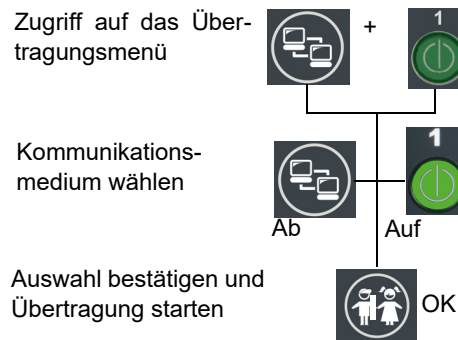 Zugriff auf das Über-
tragungsmenü
+
1
Kommunikations-
medium wählen
1
Ab
Auf
Auswahl bestätigen und
Übertragung starten
OK